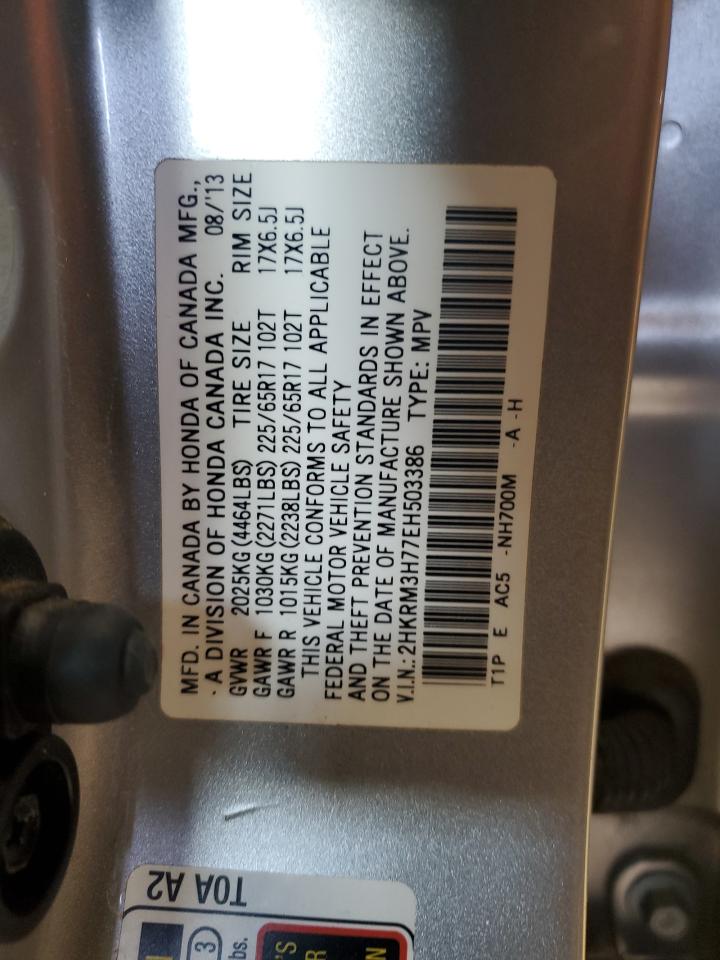 MFD. IN CANADA BY HONDA OF CANADA MFG.,
· A DIVISION OF HONDA CANADA INC. 08/'13
GVWR 2025KG (4464LBS) TIRE SIZE RIM SIZE
GAWR F 1030KG (2271LBS) 225/65R17 102T 17X6.5J
GAWR R 1015KG (2238LBS) 225/65R17 102T 17X6.5J
THIS VEHICLE CONFORMS TO ALL APPLICABLE
FEDERAL MOTOR VEHICLE SAFETY
AND THEFT PREVENTION STANDARDS IN EFFECT
ON THE DATE OF MANUFACTURE SHOWN ABOVE.
V.I.N.: 2HKRM3H77EH503386 TYPE: MPV
T1P E AC5 -NH700M -A -H
T0A A2
3
bs.
'S
R
N